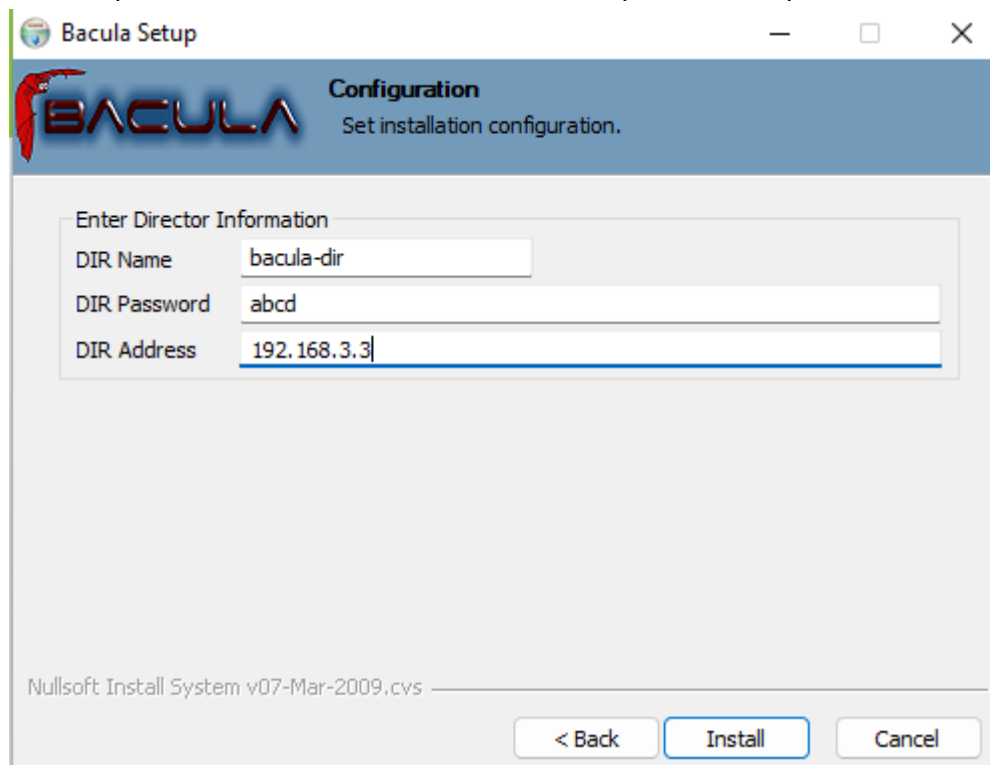 Bacula Setup
BACULA
Configuration
Set installation configuration.
Enter Director Information
DIR Name bacula-dir
DIR Password abcd
DIR Address 192.168.3.3
Nullsoft Install System v07-Mar-2009.cvs
< Back Install Cancel